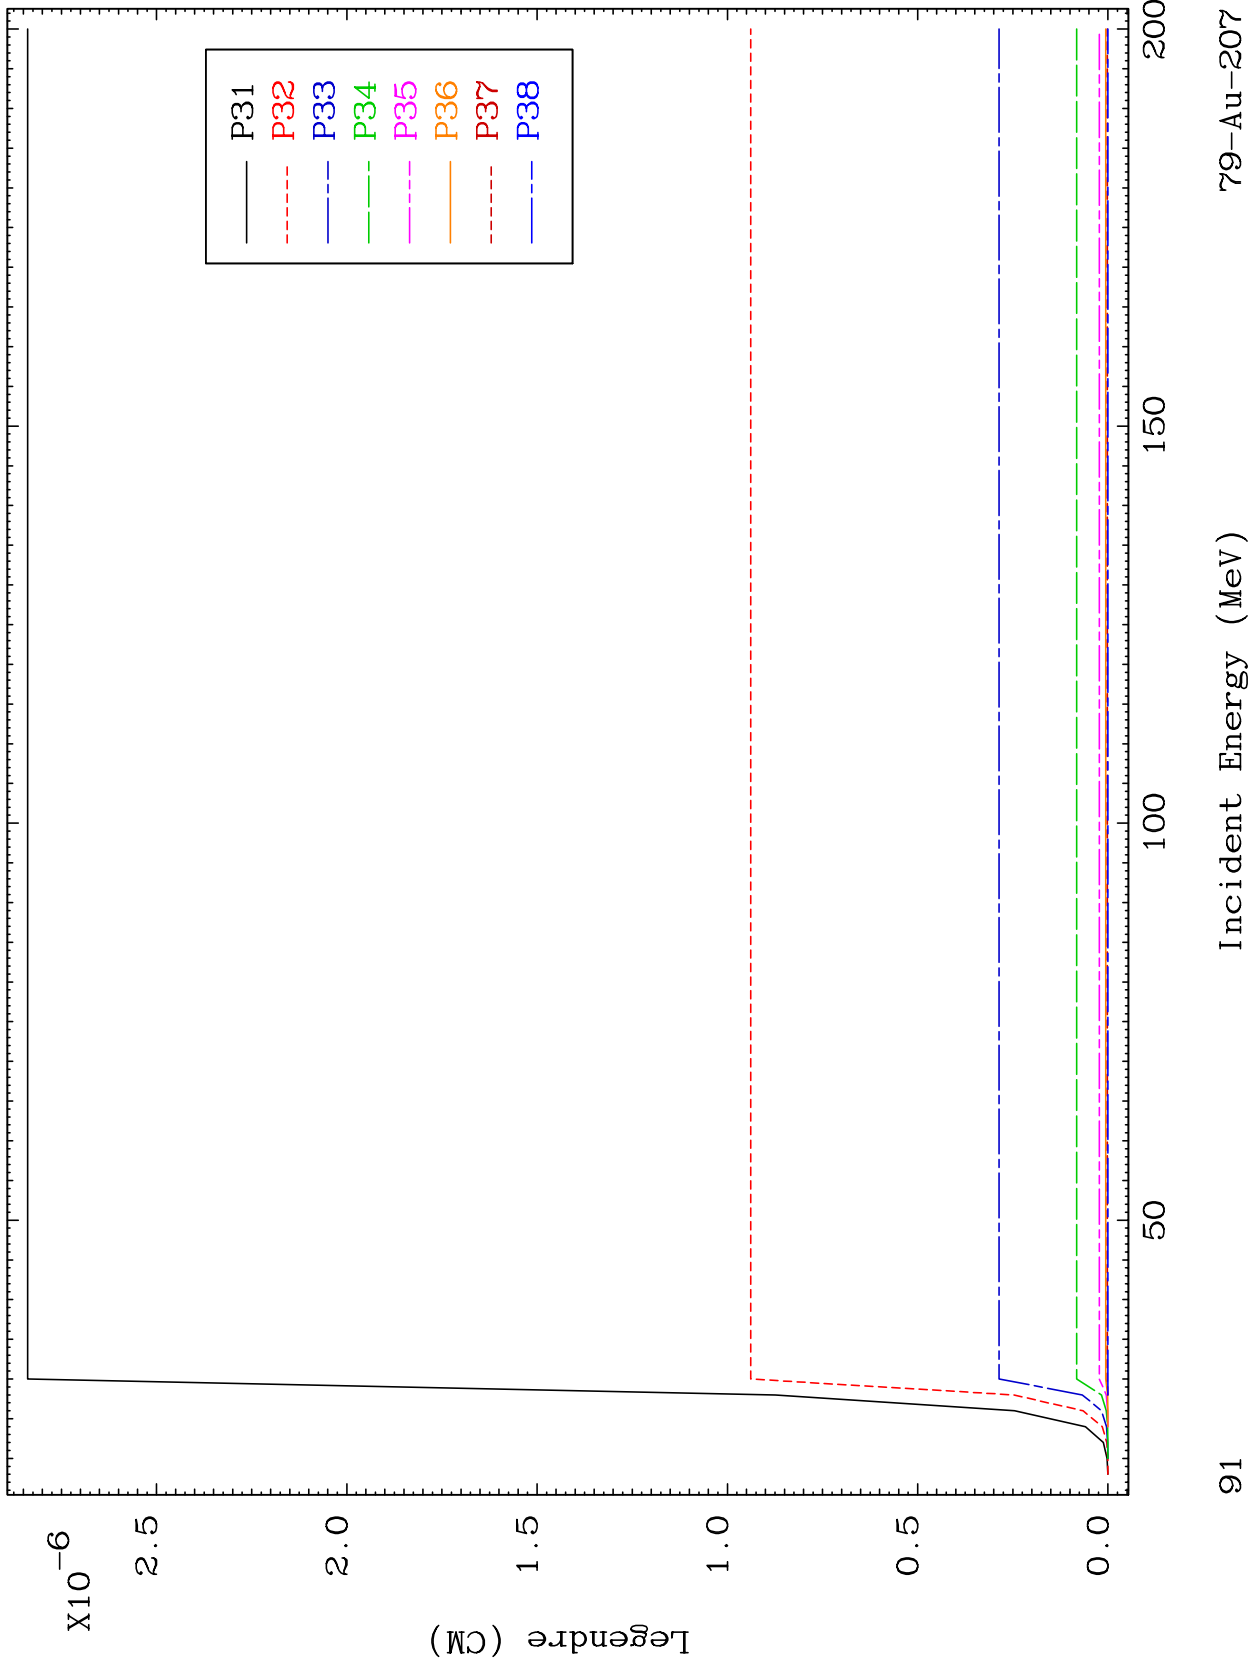 X10⁻⁶
2.5
2.0
1.5
1.0
0.5
0.0
Legendre (CM)
P31
P32
P33
P34
P35
P36
P37
P38
50
100
150
200
91
Incident Energy (MeV)
79-Au-207